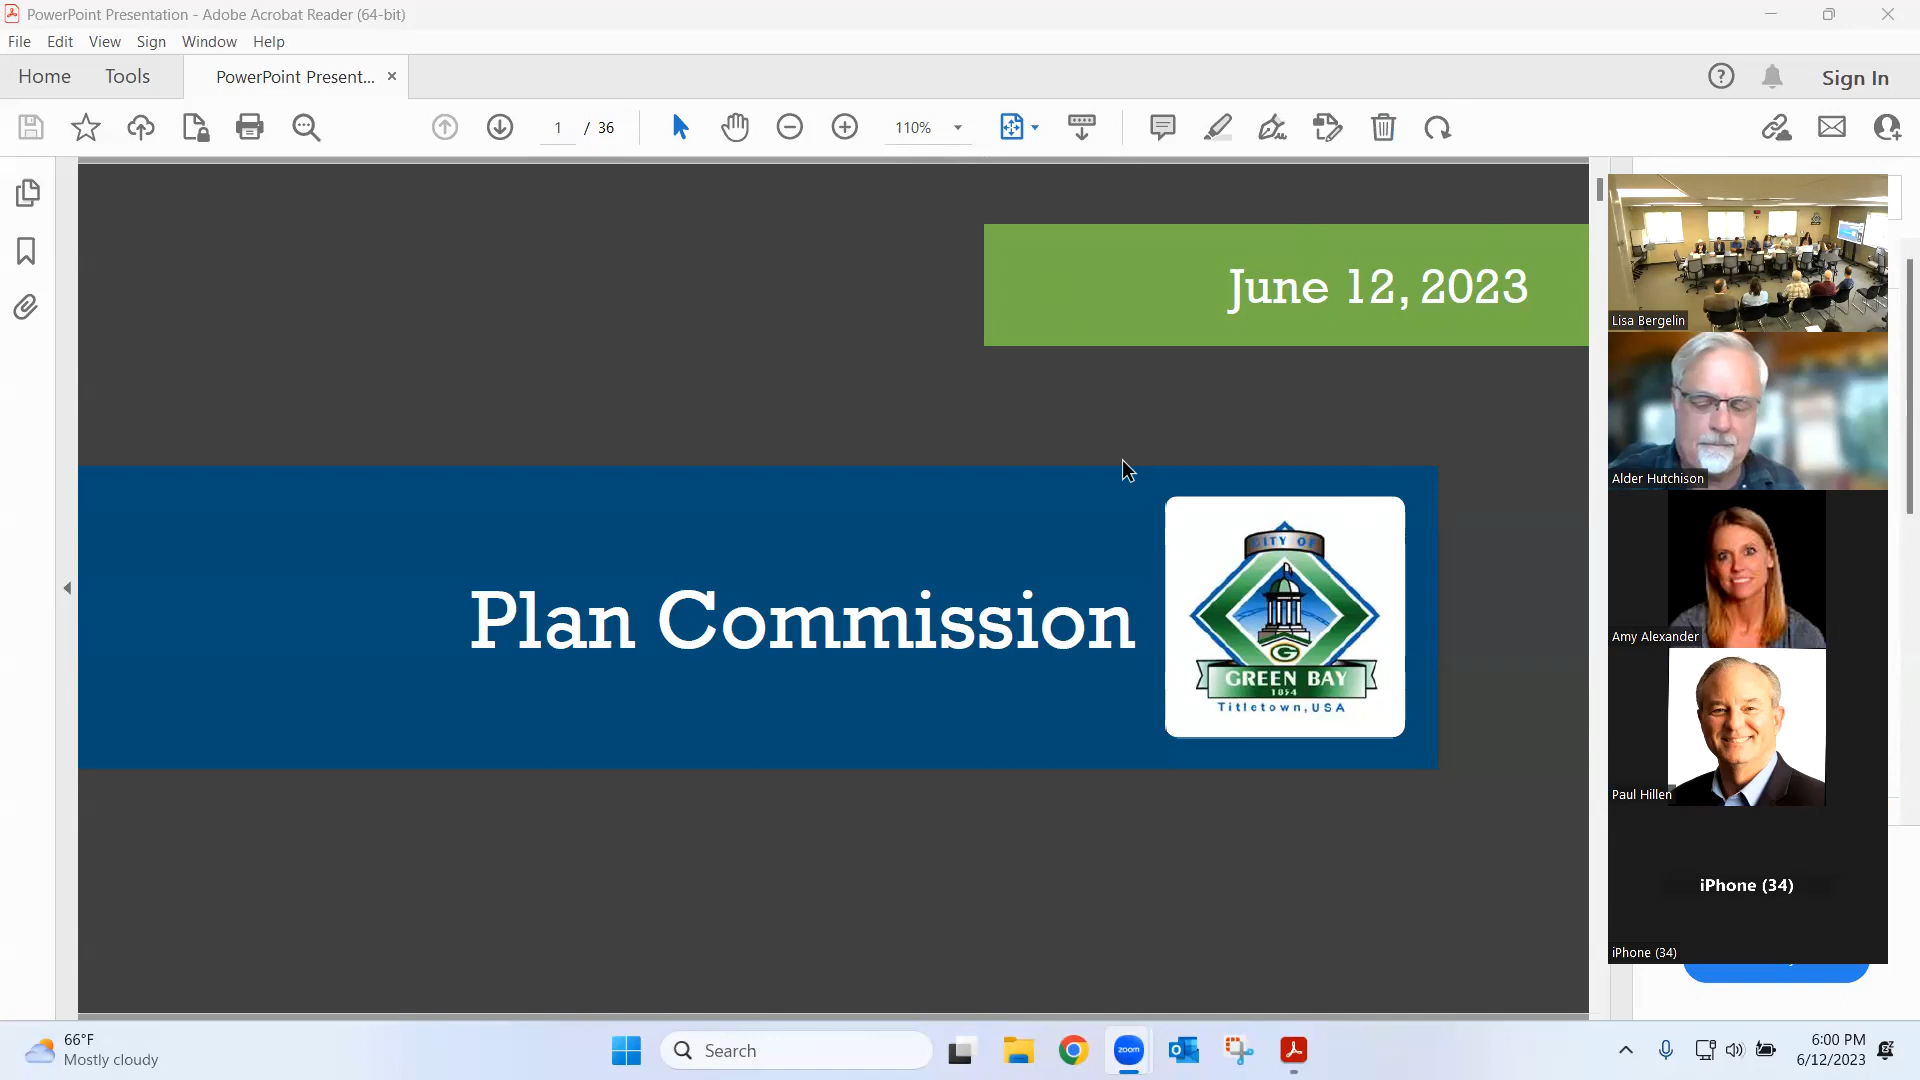 PowerPoint Presentation - Adobe Acrobat Reader (64-bit)
File Edit View Sign Window Help
Home Tools PowerPoint Present... Sign In
1 / 36 110%
June 12, 2023
Plan Commission
CITY OF
G
GREEN BAY
1854
Titletown, USA
Lisa Bergelin
Alder Hutchison
Amy Alexander
Paul Hillen
iPhone (34)
iPhone (34)
66°F
Mostly cloudy
Search
zoom
6:00 PM
6/12/2023